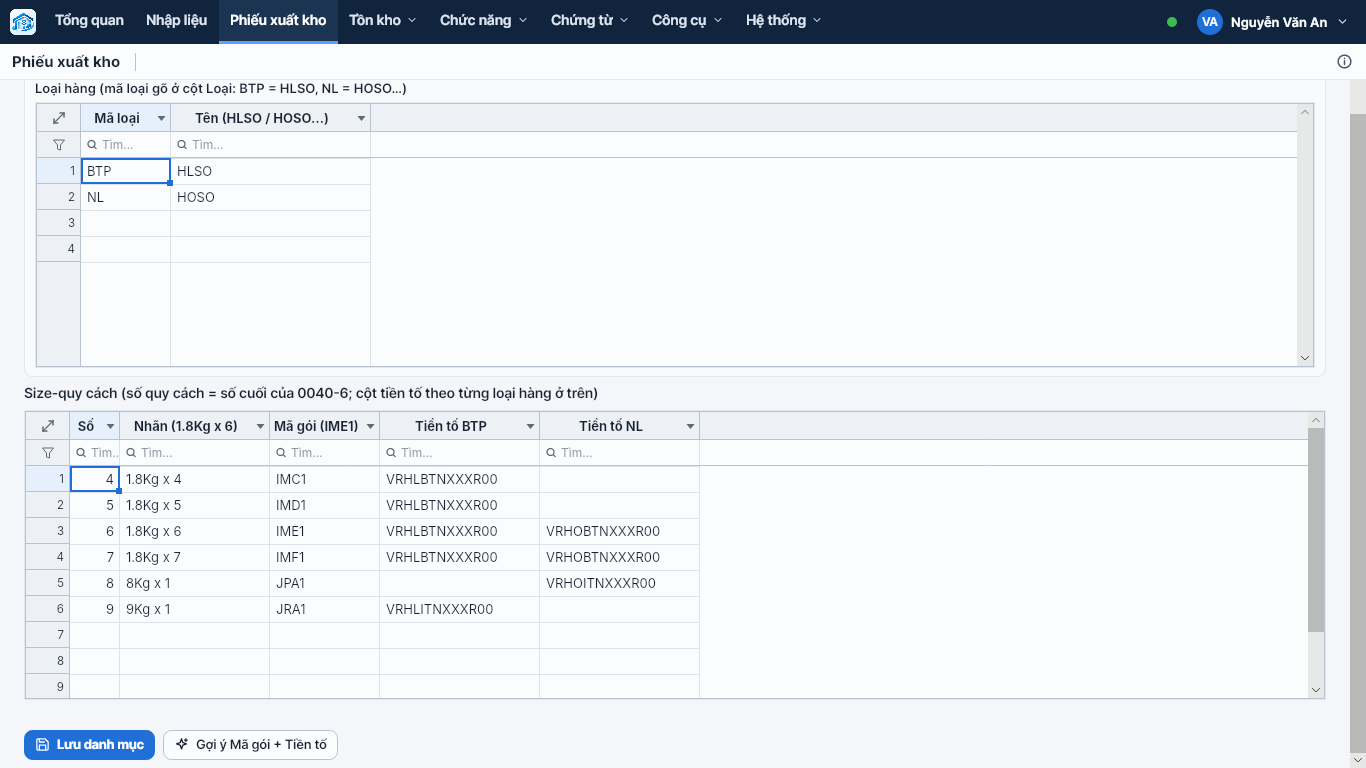 Tổng quan Nhập liệu Phiếu xuất kho Tồn kho Chức năng Chứng từ Công cụ Hệ thống VA Nguyễn Văn An
Phiếu xuất kho
Loại hàng (mã loại gõ ở cột Loại: BTP = HLSO, NL = HOSO...)
Mã loại Tên (HLSO / HOSO...)
Tìm... Tìm...
1 BTP HLSO
2 NL HOSO
3
4
Size-quy cách (số quy cách = số cuối của 0040-6; cột tiền tố theo từng loại hàng ở trên)
Số Nhãn (1.8Kg x 6) Mã gói (IME1) Tiền tố BTP Tiền tố NL
Tìm.. Tìm... Tìm... Tìm... Tìm...
1 4 1.8Kg x 4 IMC1 VRHLBTNXXXR00
2 5 1.8Kg x 5 IMD1 VRHLBTNXXXR00
3 6 1.8Kg x 6 IME1 VRHLBTNXXXR00 VRHOBTNXXXR00
4 7 1.8Kg x 7 IMF1 VRHLBTNXXXR00 VRHOBTNXXXR00
5 8 8Kg x 1 JPA1 VRHOITNXXXR00
6 9 9Kg x 1 JRA1 VRHLITNXXXR00
7
8
9
Lưu danh mục Gợi ý Mã gói + Tiền tố